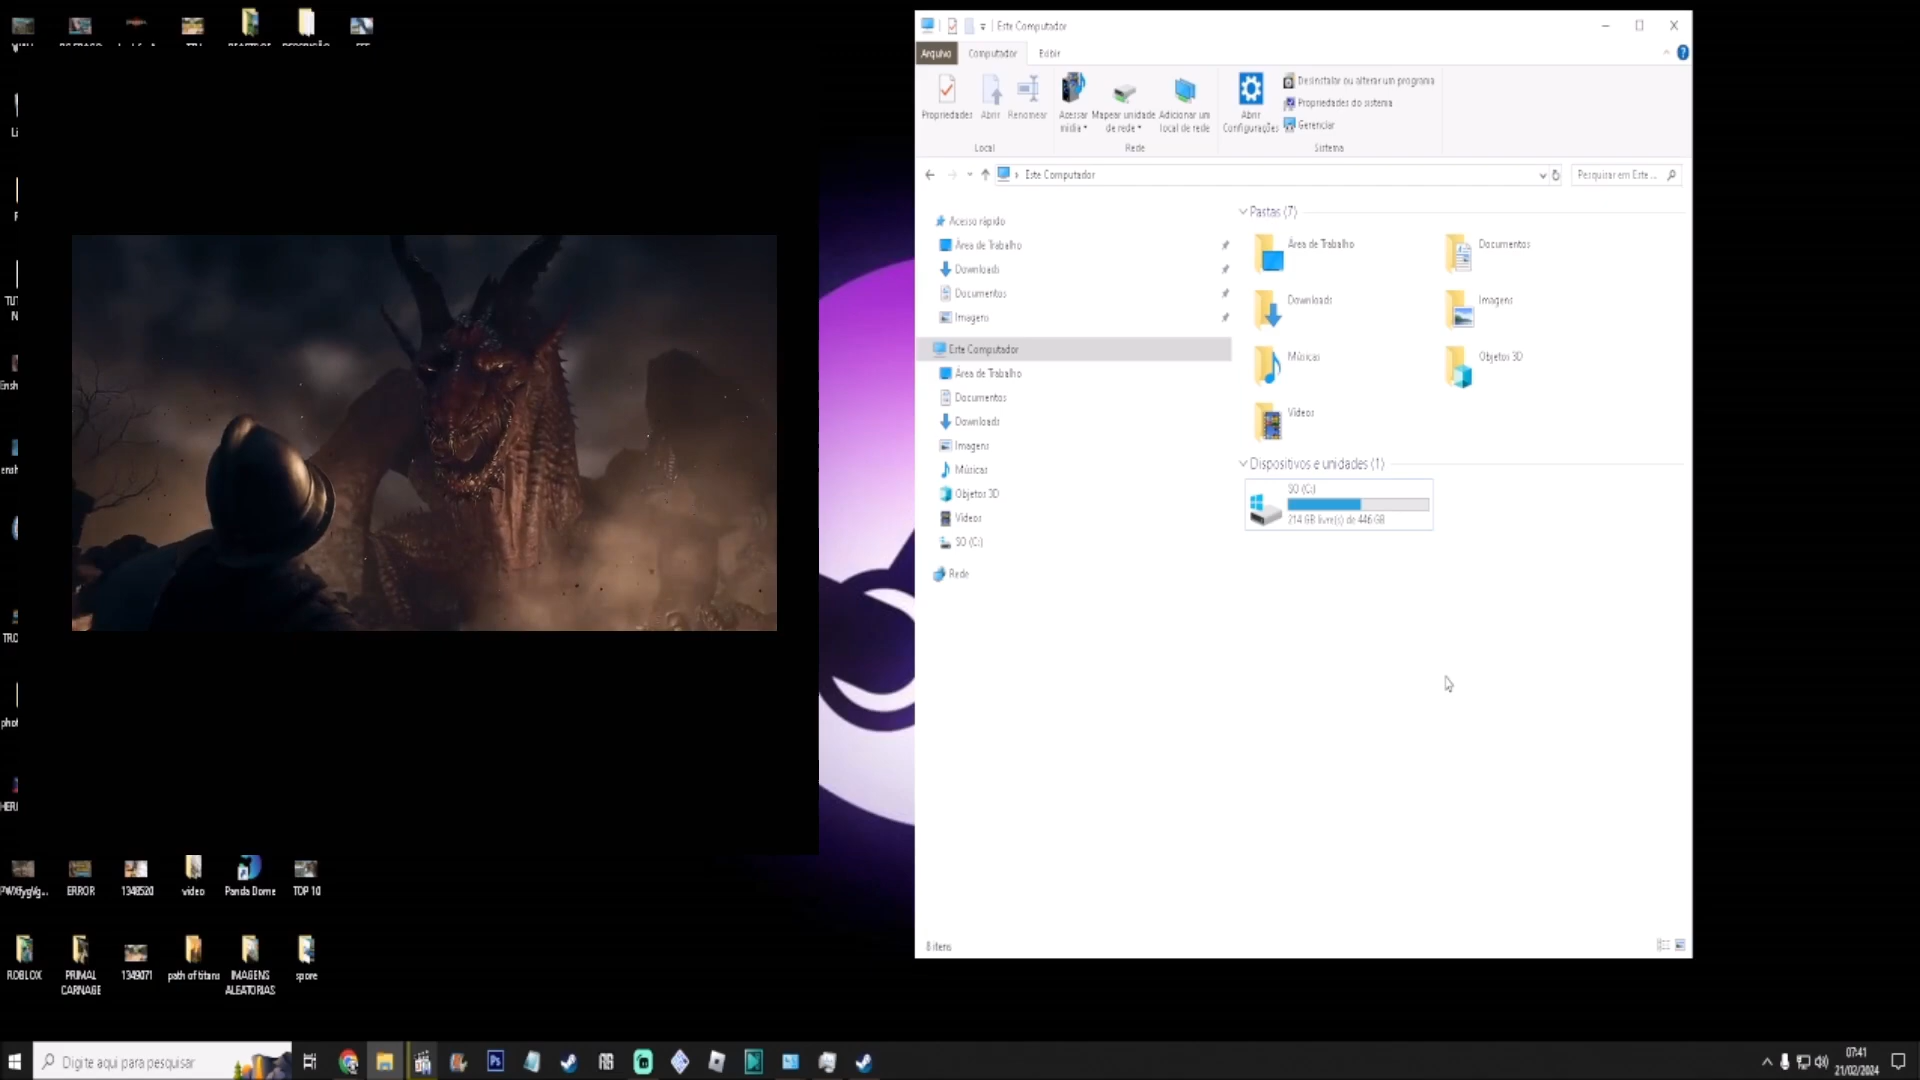 Este Computador
Arquivo
Computador
Exibir
Propriedades
Abrir
Renomear
Acessar mídia
Mapear unidade de rede
Adicionar um local de rede
Abrir Configurações
Desinstalar ou alterar um programa
Propriedades do sistema
Gerenciar
Local
Rede
Sistema
Este Computador
Pesquisar em Este ...
Acesso rápido
Área de Trabalho
Downloads
Documentos
Imagens
Este Computador
Área de Trabalho
Documentos
Downloads
Imagens
Músicas
Objetos 3D
Vídeos
SO (C:)
Rede
Pastas (7)
Área de Trabalho
Documentos
Downloads
Imagens
Músicas
Objetos 3D
Vídeos
Dispositivos e unidades (1)
SO (C:)
214 GB livre(s) de 446 GB
8 itens
ERROR
1348520
video
Panda Dome
TOP 10
ROBLOX
PRIMAL CARNAGE
1349071
path of titans
IMAGENS ALEATORIAS
spore
Digite aqui para pesquisar
Ps
07:41
21/02/2024